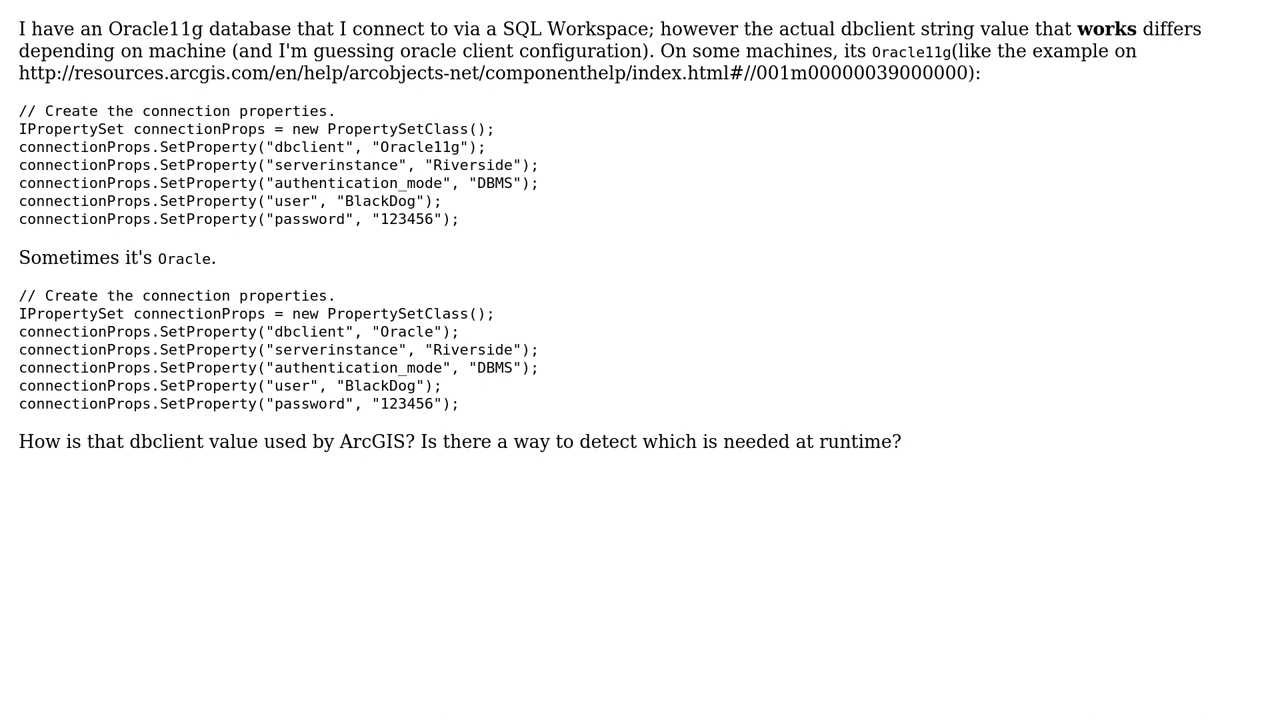 I have an Oracle11g database that I connect to via a SQL Workspace; however the actual dbclient string value that works differs
depending on machine (and I'm guessing oracle client configuration). On some machines, its Oracle11g(like the example on
http://resources.arcgis.com/en/help/arcobjects-net/componenthelp/index.html#//001m00000039000000):
// Create the connection properties.
IPropertySet connectionProps = new PropertySetClass();
connectionProps.SetProperty("dbclient", "Oracle11g");
connectionProps.SetProperty("serverinstance", "Riverside");
connectionProps.SetProperty("authentication_mode", "DBMS");
connectionProps.SetProperty("user", "BlackDog");
connectionProps.SetProperty("password", "123456");
Sometimes it's Oracle.
// Create the connection properties.
IPropertySet connectionProps = new PropertySetClass();
connectionProps.SetProperty("dbclient", "Oracle");
connectionProps.SetProperty("serverinstance", "Riverside");
connectionProps.SetProperty("authentication_mode", "DBMS");
connectionProps.SetProperty("user", "BlackDog");
connectionProps.SetProperty("password", "123456");
How is that dbclient value used by ArcGIS? Is there a way to detect which is needed at runtime?